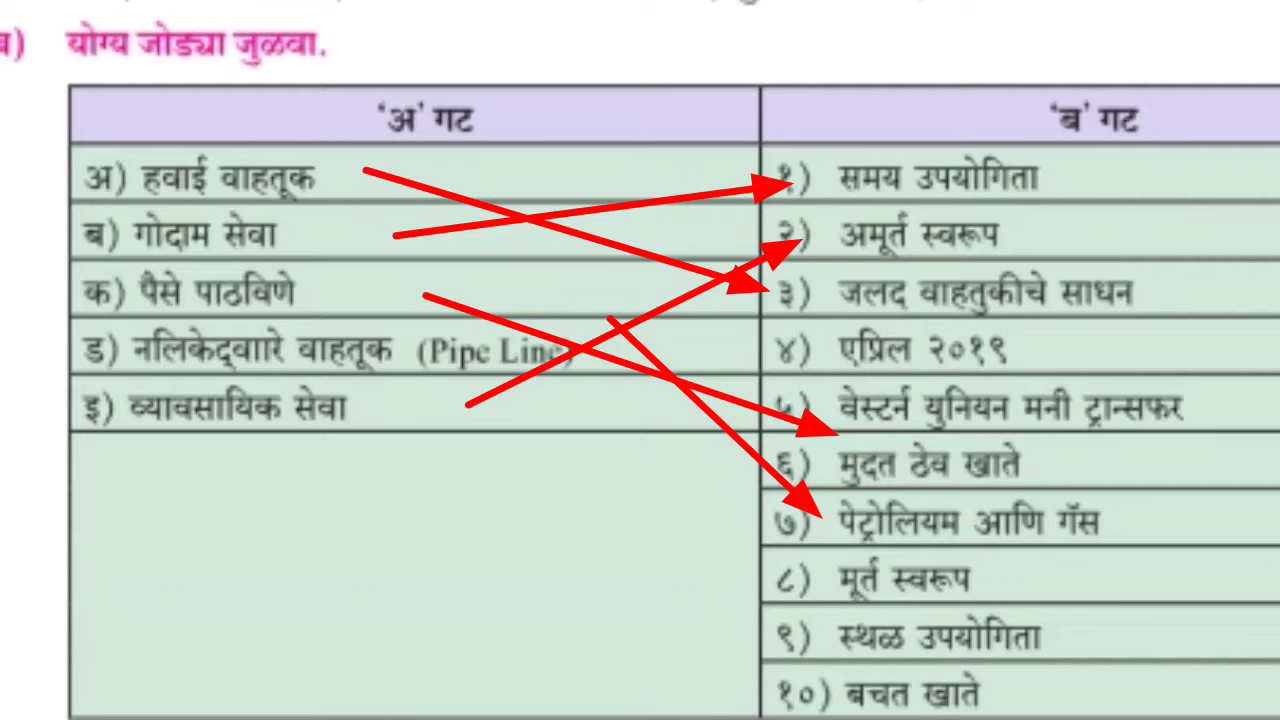 ब) योग्य जोड्या जुळवा.
‘अ’ गट ‘ब’ गट
अ) हवाई वाहतूक १) समय उपयोगिता
ब) गोदाम सेवा २) अमूर्त स्वरूप
क) पैसे पाठविणे ३) जलद वाहतुकीचे साधन
ड) नलिकेद्वाारे वाहतूक (Pipe Line) ४) एप्रिल २०१९
इ) व्यावसायिक सेवा ५) वेस्टर्न युनियन मनी ट्रान्सफर
६) मुदत ठेव खाते
७) पेट्रोलियम आणि गॅस
८) मूर्त स्वरूप
९) स्थळ उपयोगिता
१०) बचत खाते